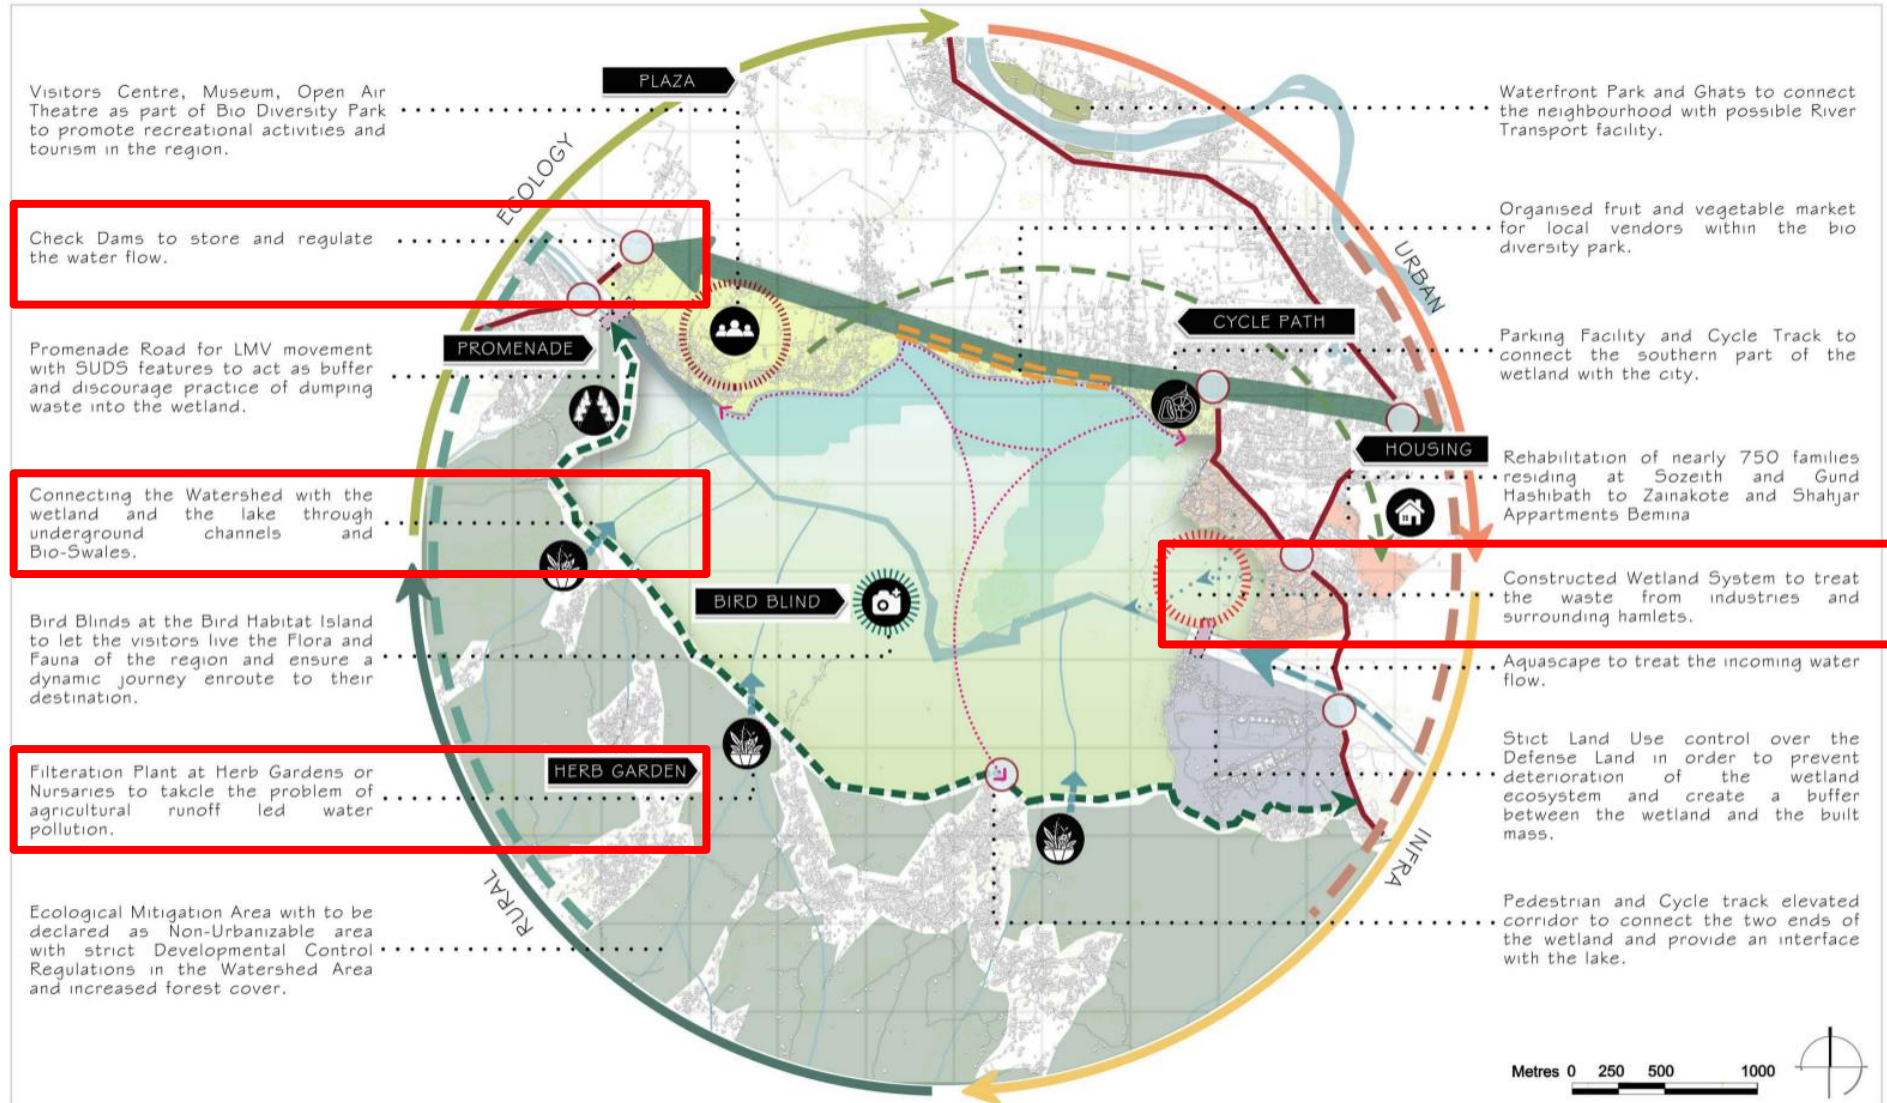 PLAZA
Visitors Centre, Museum, Open Air
Theatre as part of Bio Diversity Park
to promote recreational activities and
tourism in the region.
ECOLOGY
Check Dams to store and regulate
the water flow.
PROMENADE
Promenade Road for LMV movement
with SUDS features to act as buffer
and discourage practice of dumping
waste into the wetland.
Connecting the Watershed with the
wetland and the lake through
underground channels and
Bio-Swales.
BIRD BLIND
Bird Blinds at the Bird Habitat Island
to let the visitors live the Flora and
Fauna of the region and ensure a
dynamic journey enroute to their
destination.
HERB GARDEN
Filteration Plant at Herb Gardens or
Nursaries to takcle the problem of
agricultural runoff led water
pollution.
RURAL
Ecological Mitigation Area with to be
declared as Non-Urbanizable area
with strict Developmental Control
Regulations in the Watershed Area
and increased forest cover.
Waterfront Park and Ghats to connect
the neighbourhood with possible River
Transport facility.
Organised fruit and vegetable market
for local vendors within the bio
diversity park.
URBAN
CYCLE PATH
Parking Facility and Cycle Track to
connect the southern part of the
wetland with the city.
HOUSING
Rehabilitation of nearly 750 families
residing at Sozeith and Gund
Hashibath to Zainakote and Shahjar
Appartments Bemina
Constructed Wetland System to treat
the waste from industries and
surrounding hamlets.
Aquascape to treat the incoming water
flow.
Stict Land Use control over the
Defense Land in order to prevent
deterioration of the wetland
ecosystem and create a buffer
between the wetland and the built
mass.
INFRA
Pedestrian and Cycle track elevated
corridor to connect the two ends of
the wetland and provide an interface
with the lake.
Metres 0 250 500 1000